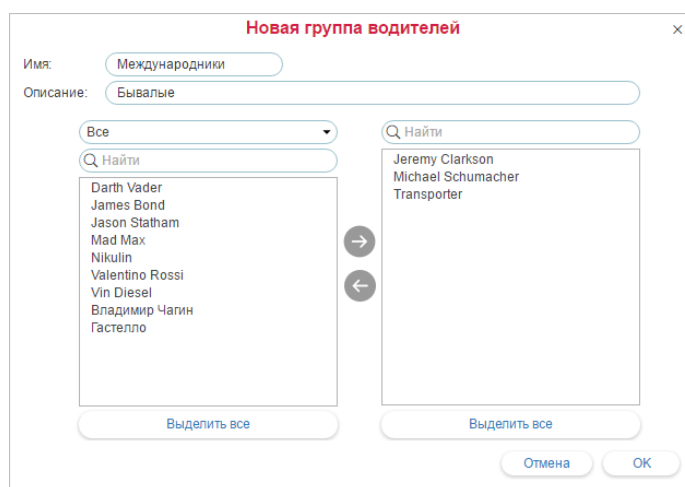 Новая группа водителей
×
Имя: Международники
Описание: Бывалые
Все
Найти
Darth Vader
James Bond
Jason Statham
Mad Max
Nikulin
Valentino Rossi
Vin Diesel
Владимир Чагин
Гастелло
Выделить все
Найти
Jeremy Clarkson
Michael Schumacher
Transporter
Выделить все
Отмена
OK